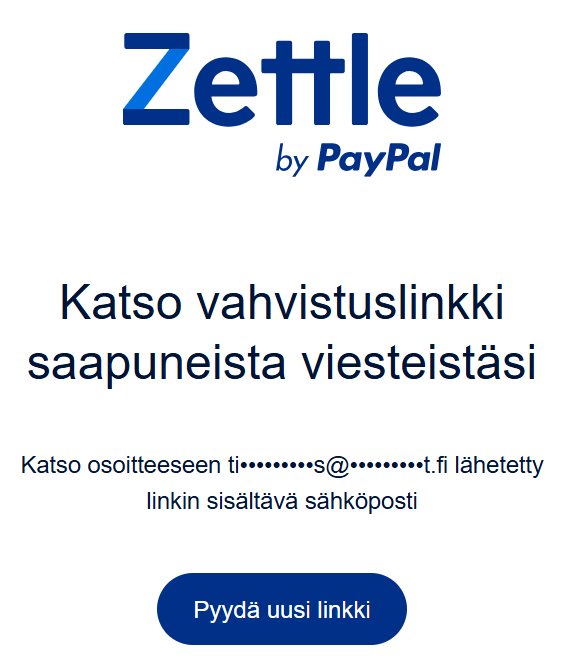 Zettle
by PayPal
Katso vahvistuslinkki
saapuneista viesteistäsi
Katso osoitteeseen ti•••••••••s@•••••••••t.fi lähetetty
linkin sisältävä sähköposti
Pyydä uusi linkki